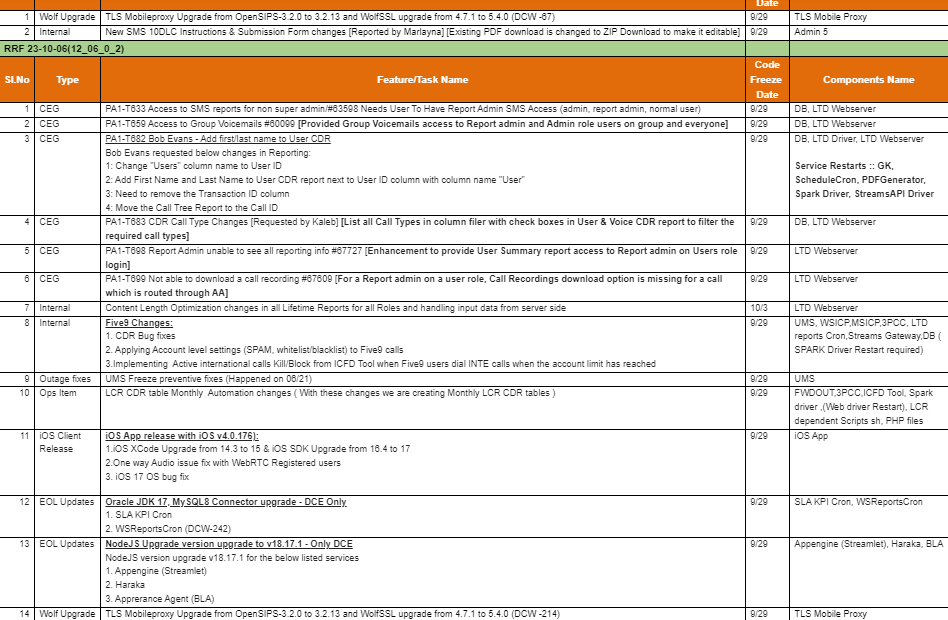 Date
1 Wolf Upgrade TLS Mobileproxy Upgrade from OpenSIPS-3.2.0 to 3.2.13 and WolfSSL upgrade from 4.7.1 to 5.4.0 (DCW -67) 9/29 TLS Mobile Proxy
2 Internal New SMS 10DLC Instructions & Submission Form changes [Reported by Marlayna] [Existing PDF download is changed to ZIP Download to make it editable] 9/29 Admin 5
RRF 23-10-06(12_06_0_2)
Sl.No Type Feature/Task Name Code Freeze Date Components Name
1 CEG PA1-T633 Access to SMS reports for non super admin/#63598 Needs User To Have Report Admin SMS Access (admin, report admin, normal user) 9/29 DB, LTD Webserver
2 CEG PA1-T659 Access to Group Voicemails #60099 [Provided Group Voicemails access to Report admin and Admin role users on group and everyone] 9/29 DB, LTD Webserver
3 CEG PA1-T682 Bob Evans - Add first/last name to User CDR 9/29 DB, LTD Driver, LTD Webserver
Bob Evans requested below changes in Reporting:
1: Change "Users" column name to User ID Service Restarts :: GK,
2: Add First Name and Last Name to User CDR report next to User ID column with column name "User" ScheduleCron, PDFGenerator,
3: Need to remove the Transaction ID column Spark Driver, StreamsAPI Driver
4: Move the Call Tree Report to the Call ID
4 CEG PA1-T683 CDR Call Type Changes [Requested by Kaleb] [List all Call Types in column filer with check boxes in User & Voice CDR report to filter the 9/29 DB, LTD Webserver
required call types]
5 CEG PA1-T698 Report Admin unable to see all reporting info #67727 [Enhancement to provide User Summary report access to Report admin on Users role 9/29 LTD Webserver
login]
6 CEG PA1-T699 Not able to download a call recording #67609 [For a Report admin on a user role, Call Recordings download option is missing for a call 9/29 LTD Webserver
which is routed through AA]
7 Internal Content Length Optimization changes in all Lifetime Reports for all Roles and handling input data from server side 10/3 LTD Webserver
8 Internal Five9 Changes: 9/29 UMS, WSICP,MSICP,3PCC, LTD
1. CDR Bug fixes reports Cron,Streams Gateway,DB (
2. Applying Account level settings (SPAM, whitelist/blacklist) to Five9 calls SPARK Driver Restart required)
3.Implementing Active international calls Kill/Block from ICFD Tool when Five9 users dial INTE calls when the account limit has reached
9 Outage fixes UMS Freeze preventive fixes (Happened on 06/21) 9/29 UMS
10 Ops Item LCR CDR table Monthly Automation changes ( With these changes we are creating Monthly LCR CDR tables ) 9/29 FWDOUT,3PCC,ICFD Tool, Spark
driver ,(Web driver Restart), LCR
dependent Scripts sh, PHP files
11 iOS Client iOS App release with iOS v4.0.176): 9/29 iOS App
Release 1.iOS XCode Upgrade from 14.3 to 15 & iOS SDK Upgrade from 16.4 to 17
2.One way Audio issue fix with WebRTC Registered users
3. iOS 17 OS bug fix
12 EOL Updates Oracle JDK 17, MySQL8 Connector upgrade - DCE Only 9/29 SLA KPI Cron, WSReportsCron
1. SLA KPI Cron
2. WSReportsCron (DCW-242)
13 EOL Updates NodeJS Upgrade version upgrade to v18.17.1 - Only DCE 9/29 Appengine (Streamlet), Haraka, BLA
NodeJS version upgrade v18.17.1 for the below listed services
1. Appengine (Streamlet)
2. Haraka
3. Apprerance Agent (BLA)
14 Wolf Upgrade TLS Mobileproxy Upgrade from OpenSIPS-3.2.0 to 3.2.13 and WolfSSL upgrade from 4.7.1 to 5.4.0 (DCW -214) 9/29 TLS Mobile Proxy